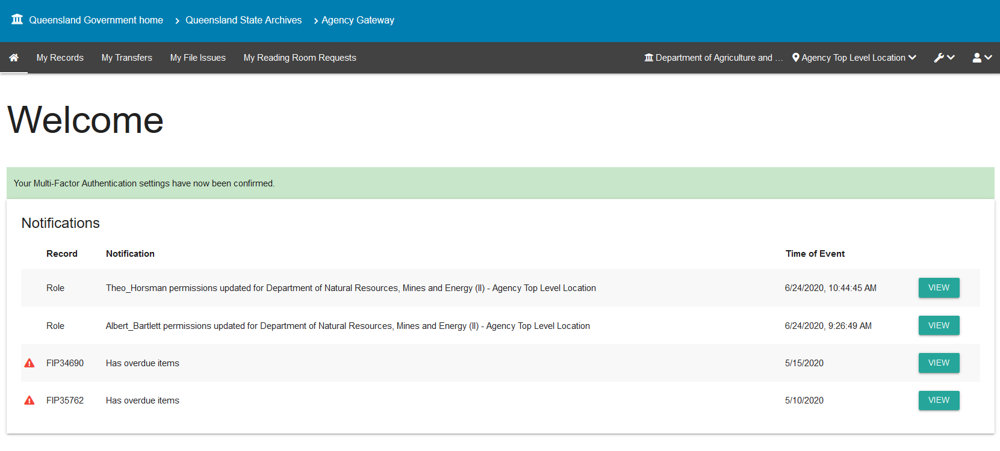 Queensland Government home Queensland State Archives Agency Gateway
My Records My Transfers My File Issues My Reading Room Requests Department of Agriculture and ... Agency Top Level Location
Welcome
Your Multi-Factor Authentication settings have now been confirmed.
Notifications
Record Notification Time of Event
Role Theo_Horsman permissions updated for Department of Natural Resources, Mines and Energy (II) - Agency Top Level Location 6/24/2020, 10:44:45 AM VIEW
Role Albert_Bartlett permissions updated for Department of Natural Resources, Mines and Energy (II) - Agency Top Level Location 6/24/2020, 9:26:49 AM VIEW
FIP34690 Has overdue items 5/15/2020 VIEW
FIP35762 Has overdue items 5/10/2020 VIEW